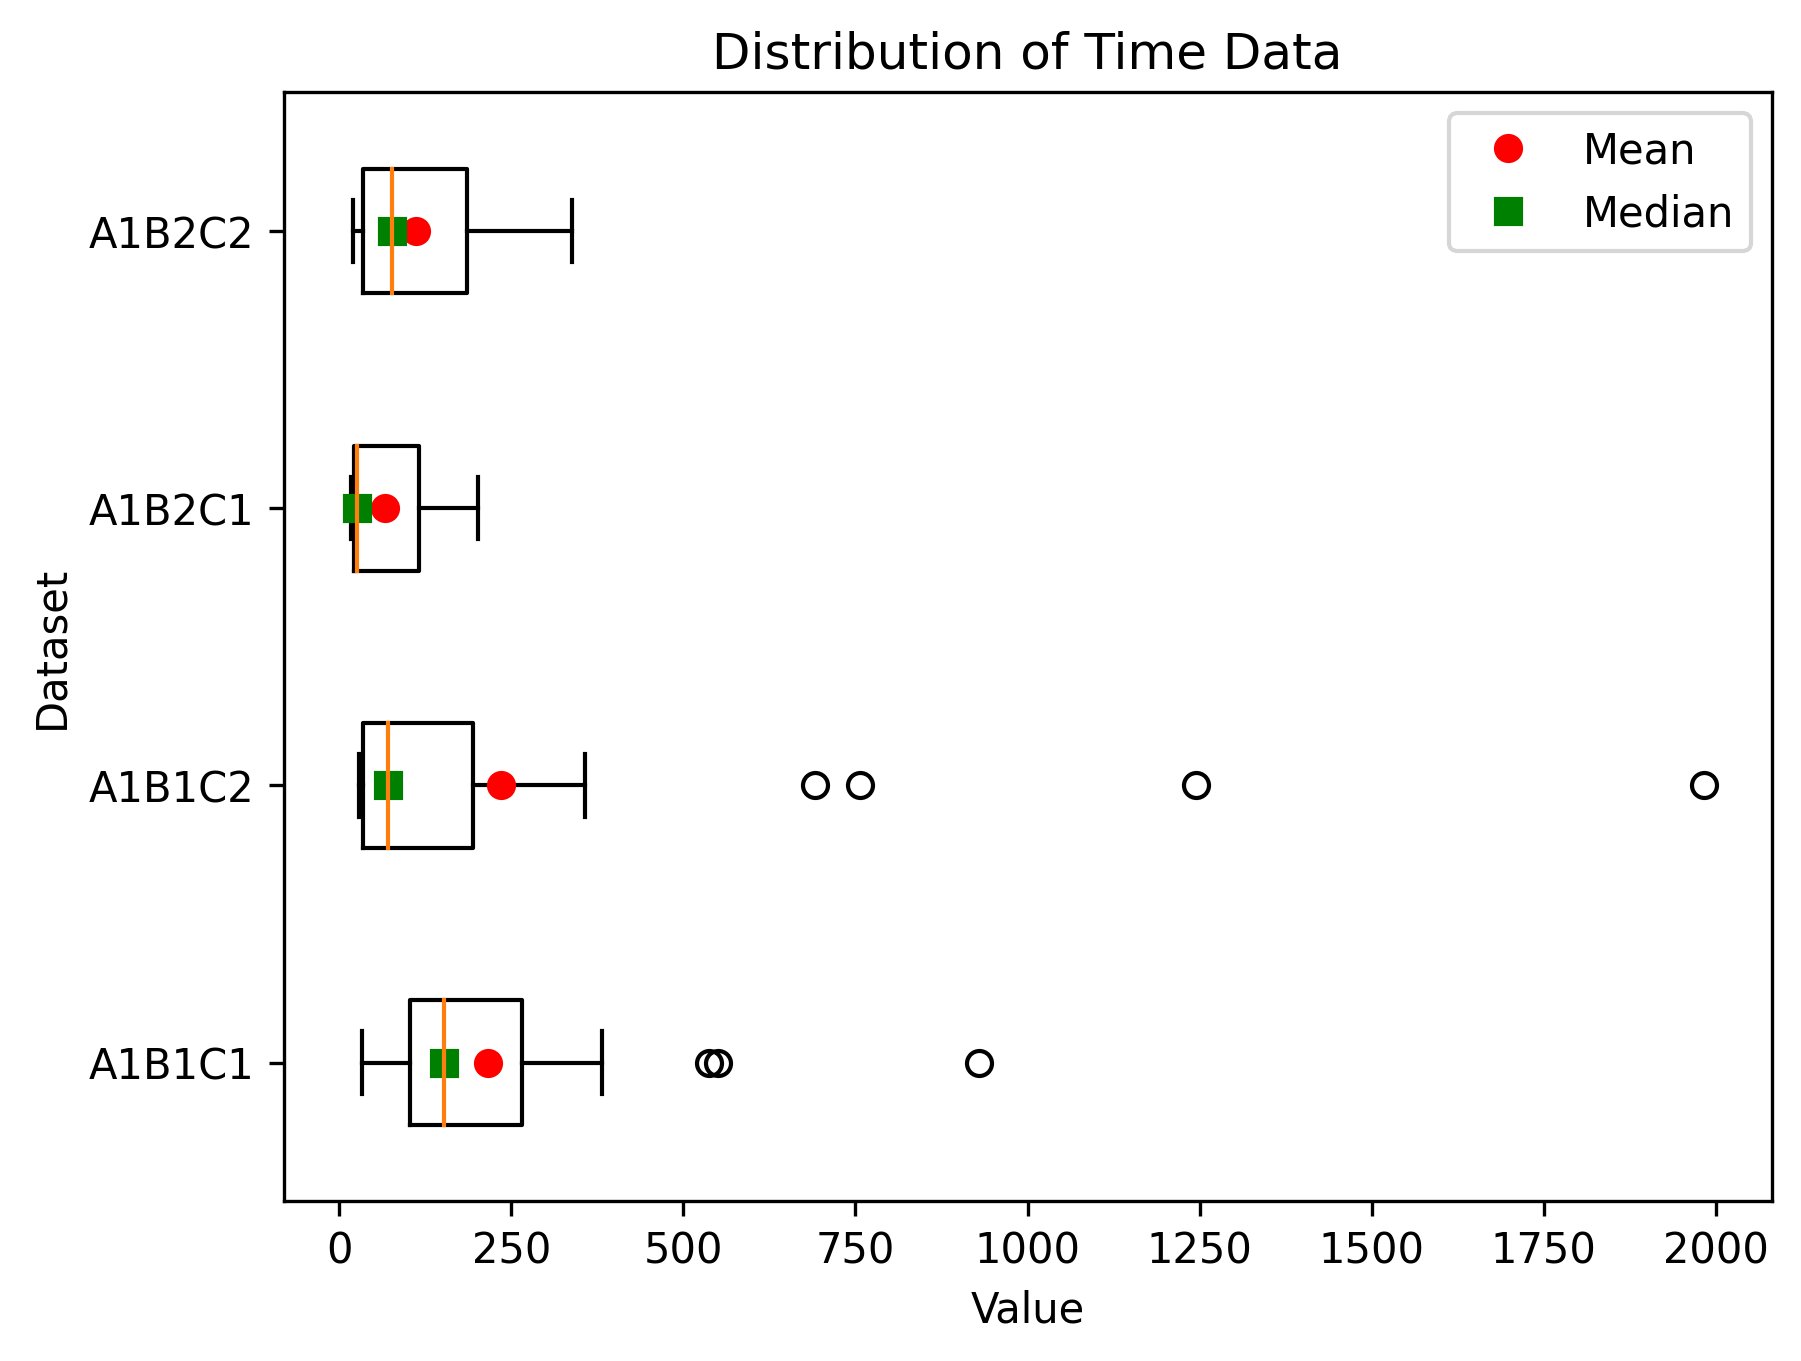 Distribution of Time Data
Mean
Median
A1B2C2
A1B2C1
A1B1C2
A1B1C1
Dataset
0 250 500 750 1000 1250 1500 1750 2000
Value